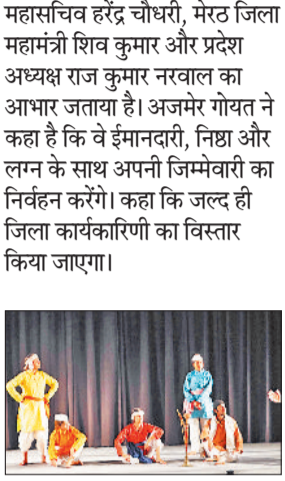 महासचिव हरेंद्र चौधरी, मेरठ जिला
महामंत्री शिव कुमार और प्रदेश
अध्यक्ष राज कुमार नरवाल का
आभार जताया है। अजमेर गोयत ने
कहा है कि वे ईमानदारी, निष्ठा और
लग्न के साथ अपनी जिम्मेवारी का
निर्वहन करेंगे। कहा कि जल्द ही
जिला कार्यकारिणी का विस्तार
किया जाएगा।